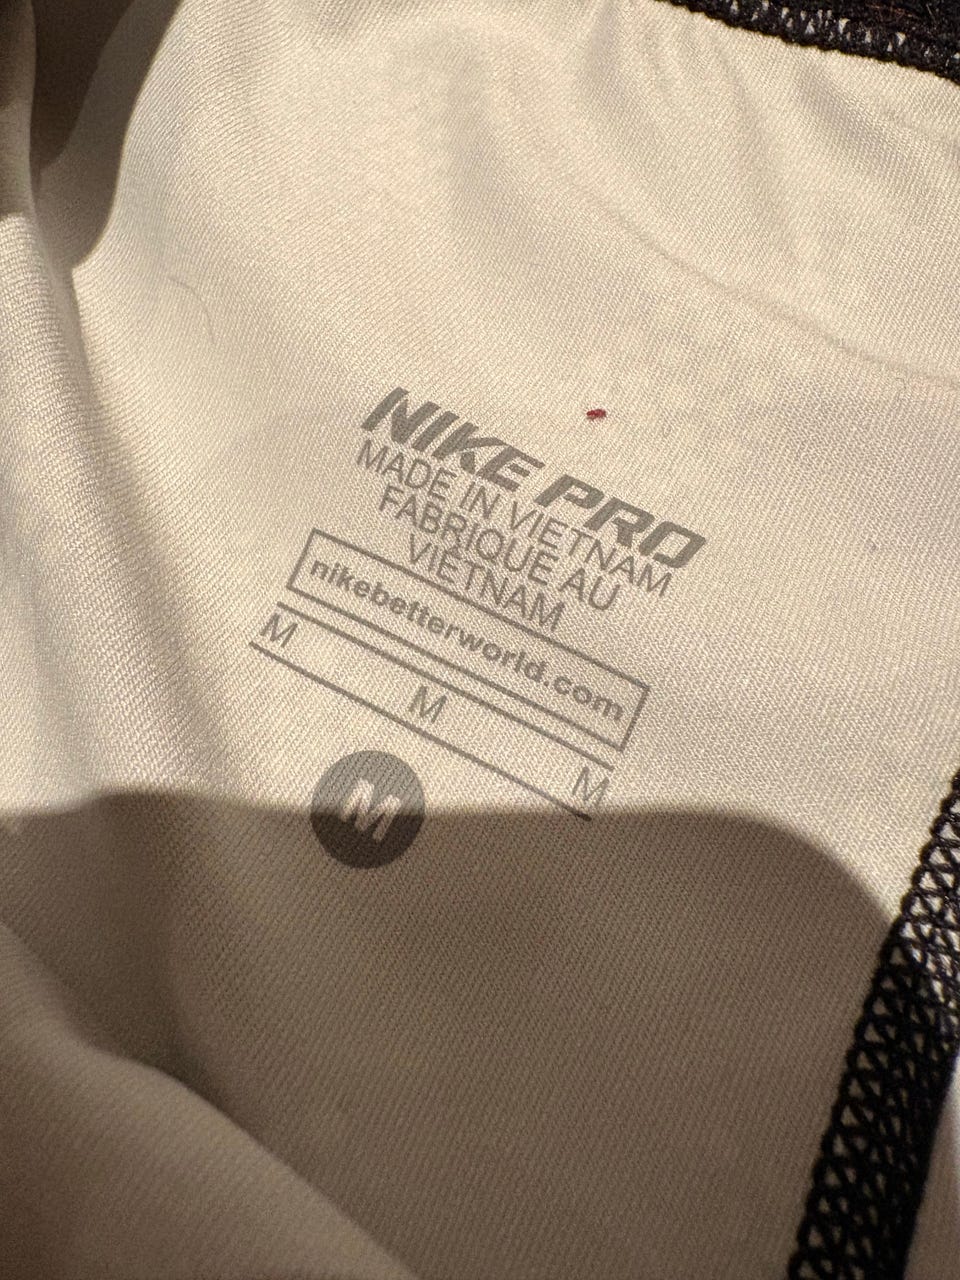 NIKE PRO
MADE IN VIETNAM
FABRIQUE AU
VIETNAM
nikebetterworld.com
M M M
M